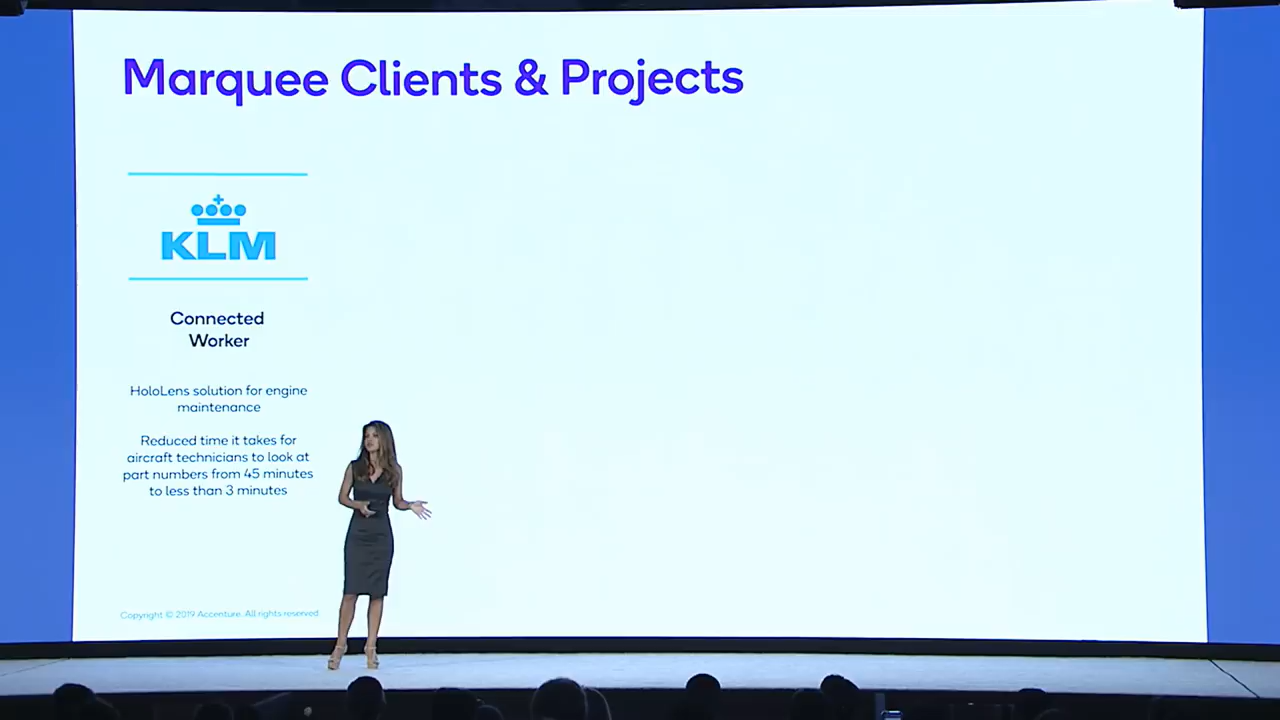 Marquee Clients & Projects
KLM
Connected
Worker
HoloLens solution for engine
maintenance
Reduced time it takes for
aircraft technicians to look at
part numbers from 45 minutes
to less than 3 minutes
Copyright © 2019 Accenture. All rights reserved.